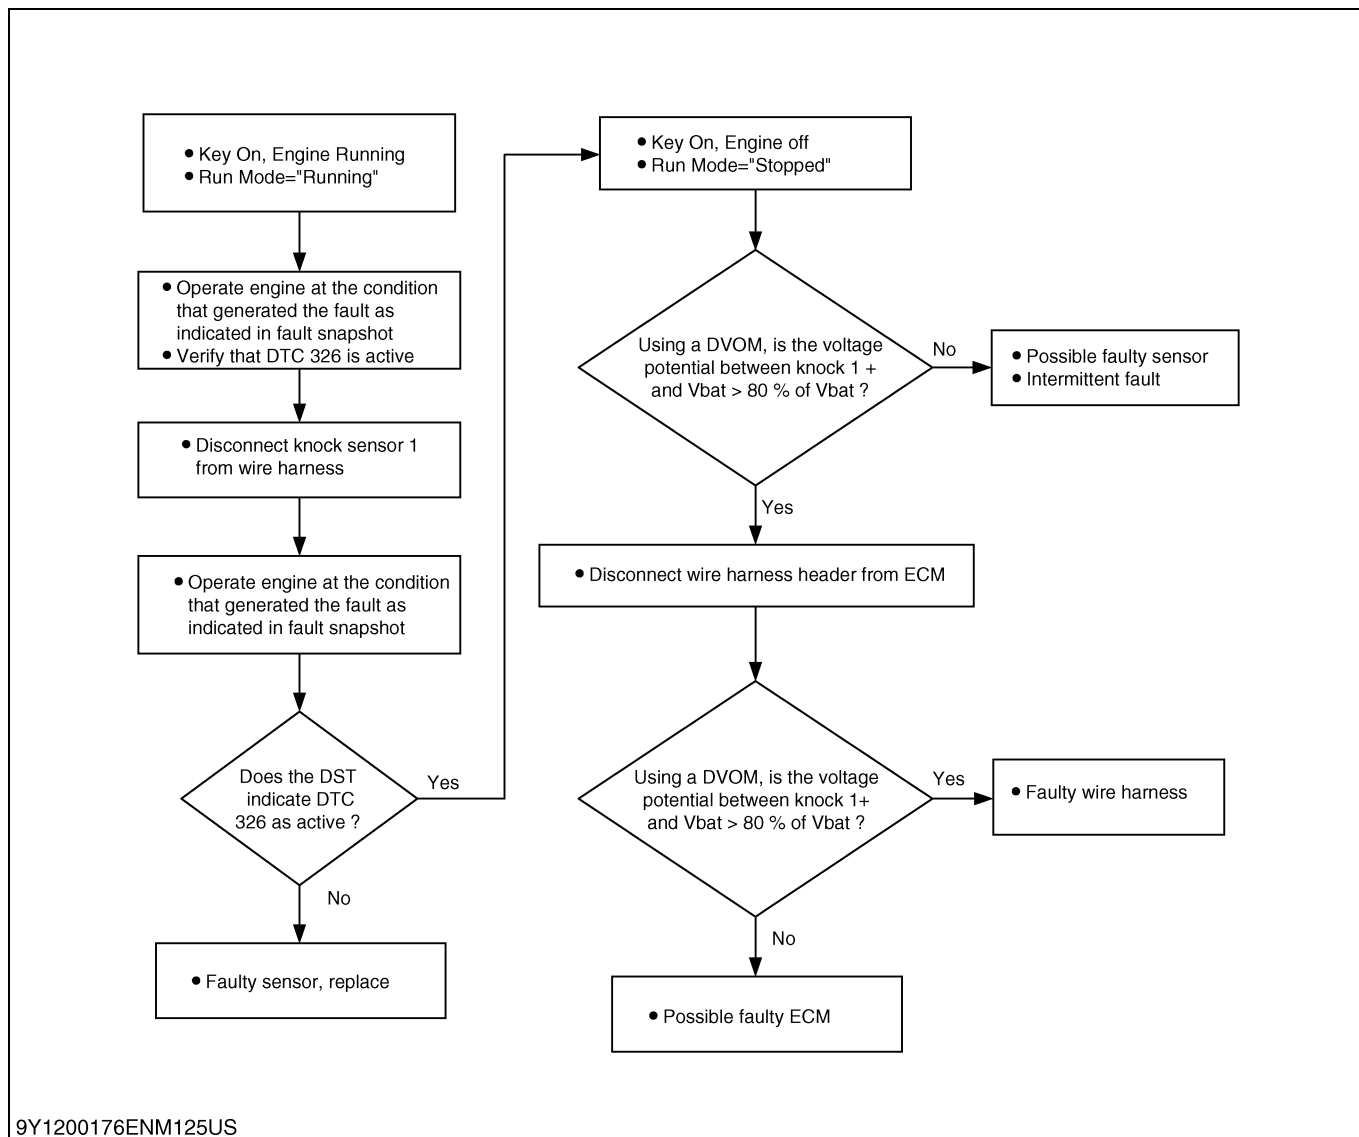 ● Key On, Engine Running
● Run Mode="Running"
● Operate engine at the condition
that generated the fault as
indicated in fault snapshot
● Verify that DTC 326 is active
● Disconnect knock sensor 1
from wire harness
● Operate engine at the condition
that generated the fault as
indicated in fault snapshot
Does the DST
indicate DTC
326 as active ?
Yes
No
● Faulty sensor, replace
● Key On, Engine off
● Run Mode="Stopped"
Using a DVOM, is the voltage
potential between knock 1 +
and Vbat > 80 % of Vbat ?
No
● Possible faulty sensor
● Intermittent fault
Yes
● Disconnect wire harness header from ECM
Using a DVOM, is the voltage
potential between knock 1+
and Vbat > 80 % of Vbat ?
Yes
● Faulty wire harness
No
● Possible faulty ECM
9Y1200176ENM125US